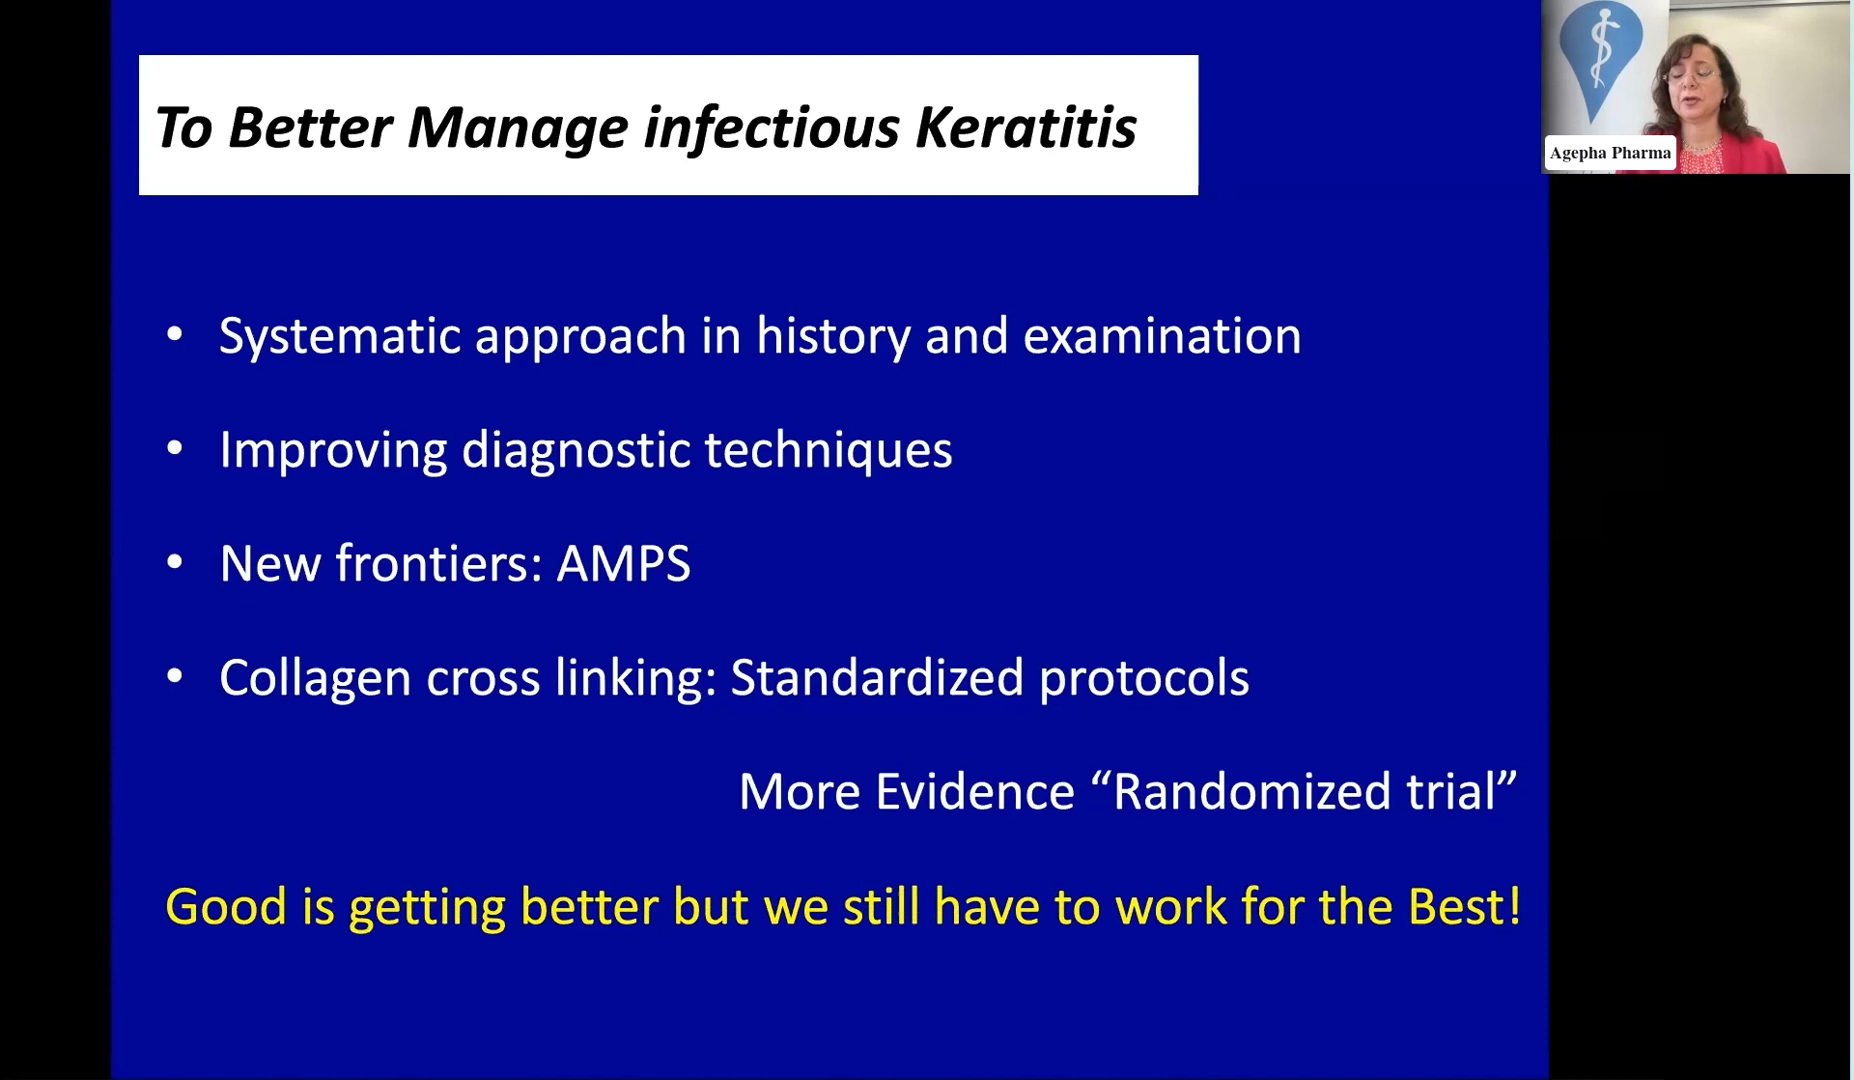 To Better Manage infectious Keratitis
Agepha Pharma
• Systematic approach in history and examination
• Improving diagnostic techniques
• New frontiers: AMPS
• Collagen cross linking: Standardized protocols
More Evidence “Randomized trial”
Good is getting better but we still have to work for the Best!